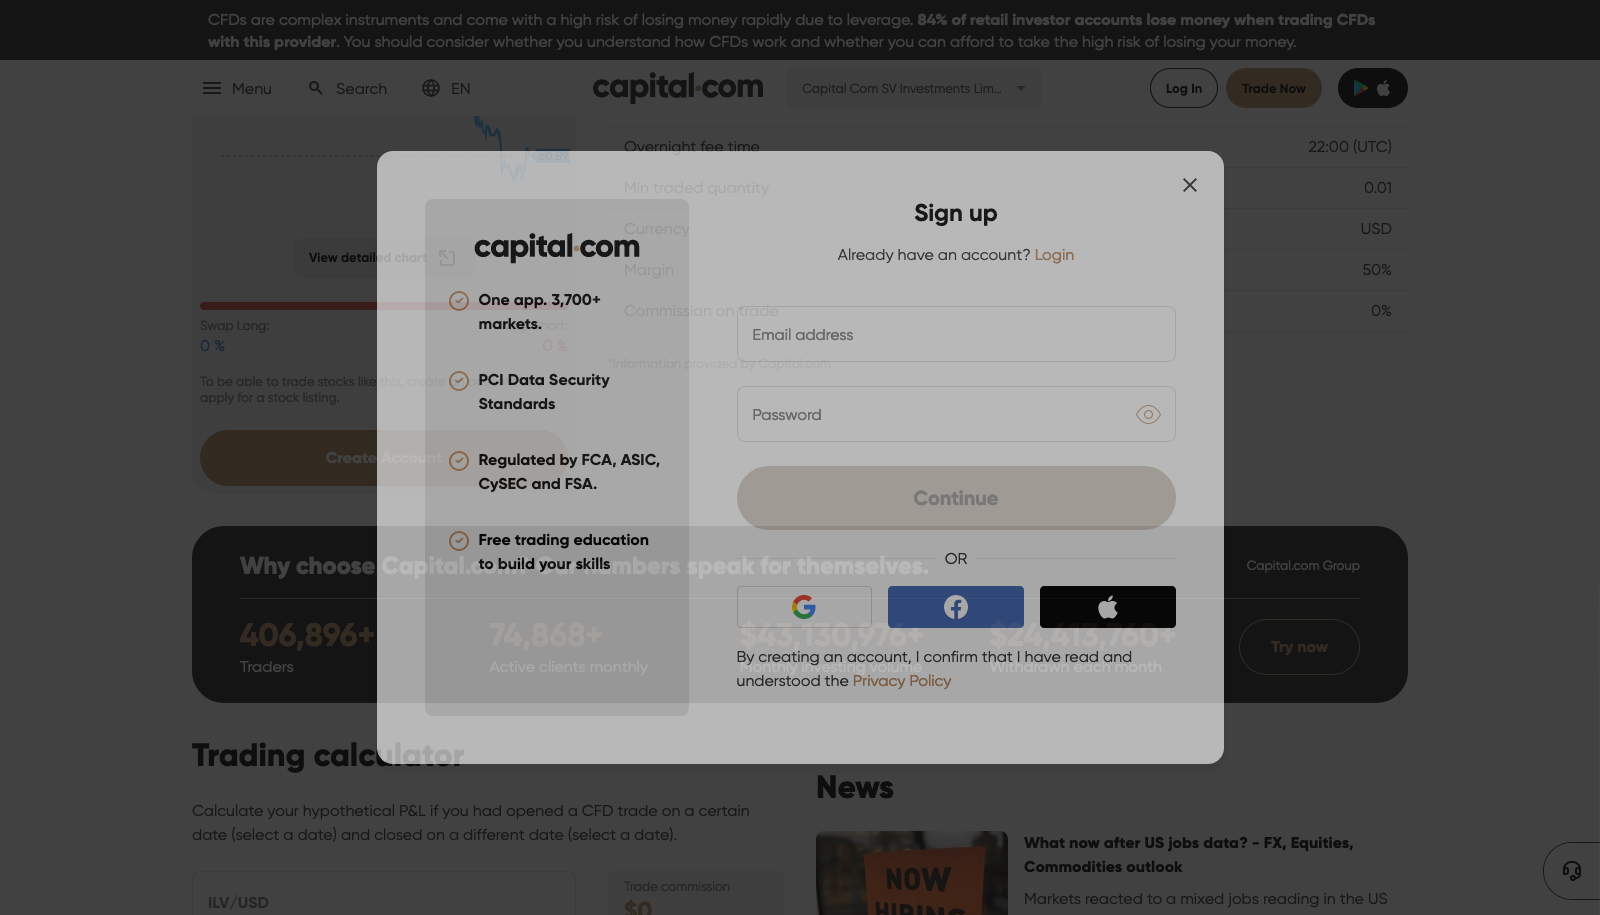 CFDs are complex instruments and come with a high risk of losing money rapidly due to leverage. 84% of retail investor accounts lose money when trading CFDs
with this provider. You should consider whether you understand how CFDs work and whether you can afford to take the high risk of losing your money.
Menu
Search
EN
capital.com
Capital Com SV Investments Lim...
Log In
Trade Now
60.89
View detailed chart
Swap Long:
0 %
0 %
To be able to trade stocks like this, create
apply for a stock listing.
Create Account
Overnight fee time 22:00 (UTC)
Min traded quantity 0.01
Currency USD
Margin 50%
Commission on trade 0%
*Information provided by Capital.com
capital.com
One app. 3,700+
markets.
PCI Data Security
Standards
Regulated by FCA, ASIC,
CySEC and FSA.
Free trading education
to build your skills
Sign up
Already have an account? Login
Email address
Password
Continue
OR
By creating an account, I confirm that I have read and
understood the Privacy Policy
Why choose Capital.com? Our numbers speak for themselves.
Capital.com Group
406,896+
Traders
74,868+
Active clients monthly
$43,130,976+
Monthly investing volume
$24,413,760+
Withdrawn each month
Try now
Trading calculator
Calculate your hypothetical P&L if you had opened a CFD trade on a certain
date (select a date) and closed on a different date (select a date).
ILV/USD
Trade commission
$0
News
NOW
HIRING
What now after US jobs data? - FX, Equities,
Commodities outlook
Markets reacted to a mixed jobs reading in the US